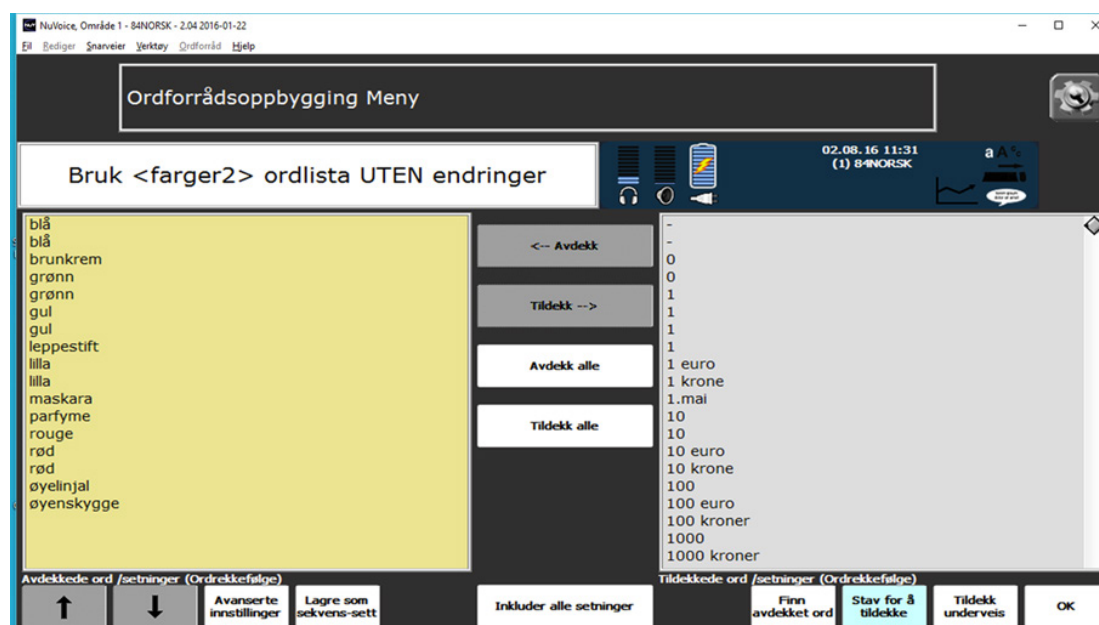 NuVoice, Område 1 - 84NORSK - 2.04 2016-01-22
Fil Rediger Snarveier Verktøy Ordforråd Hjelp
Ordforrådsoppbygging Meny
Bruk <farger2> ordlista UTEN endringer
02.08.16 11:31
(1) 84NORSK
blå
blå
brunkrem
grønn
grønn
gul
gul
leppestift
lilla
lilla
maskara
parfyme
rouge
rød
rød
øyelinjal
øyenskygge
<-- Avdekk
Tildekk -->
Avdekk alle
Tildekk alle
-
-
0
0
1
1
1
1
1 euro
1 krone
1.mai
10
10
10 euro
10 krone
100
100 euro
100 kroner
1000
1000 kroner
Avdekkede ord /setninger (Ordrekkefølge)
Tildekkede ord /setninger (Ordrekkefølge)
Avanserte
innstillinger
Lagre som
sekvens-sett
Inkluder alle setninger
Finn
avdekket ord
Stav for å
tildekke
Tildekk
underveis
OK